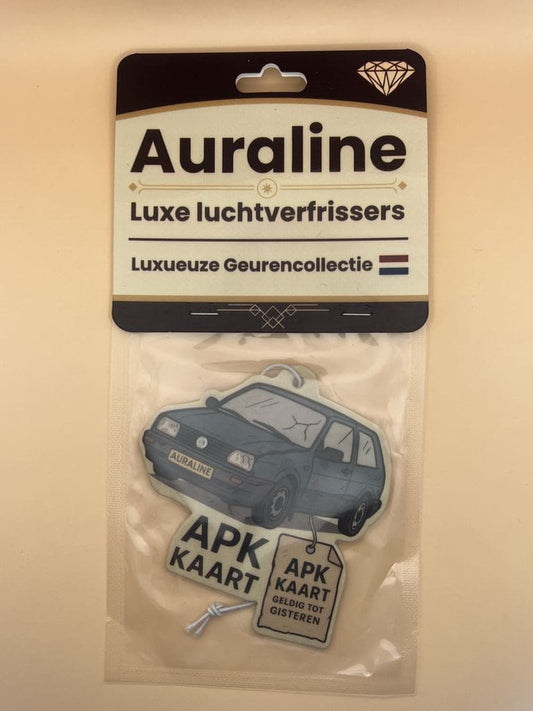 Auraline
Luxe luchtverfrissers
Luxueuze Geurencollectie
AURALINE
APK
KAART
APK
KAART
GELDIG TOT
GISTEREN